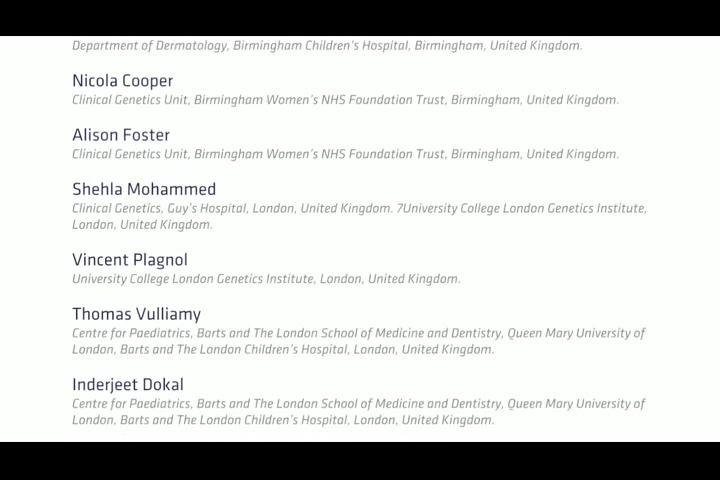 Department of Dermatology, Birmingham Children's Hospital, Birmingham, United Kingdom.
Nicola Cooper
Clinical Genetics Unit, Birmingham Women's NHS Foundation Trust, Birmingham, United Kingdom.
Alison Foster
Clinical Genetics Unit, Birmingham Women's NHS Foundation Trust, Birmingham, United Kingdom.
Shehla Mohammed
Clinical Genetics, Guy's Hospital, London, United Kingdom. 7University College London Genetics Institute,
London, United Kingdom.
Vincent Plagnol
University College London Genetics Institute, London, United Kingdom.
Thomas Vulliamy
Centre for Paediatrics, Barts and The London School of Medicine and Dentistry, Queen Mary University of
London, Barts and The London Children's Hospital, London, United Kingdom.
Inderjeet Dokal
Centre for Paediatrics, Barts and The London School of Medicine and Dentistry, Queen Mary University of
London, Barts and The London Children's Hospital, London, United Kingdom.